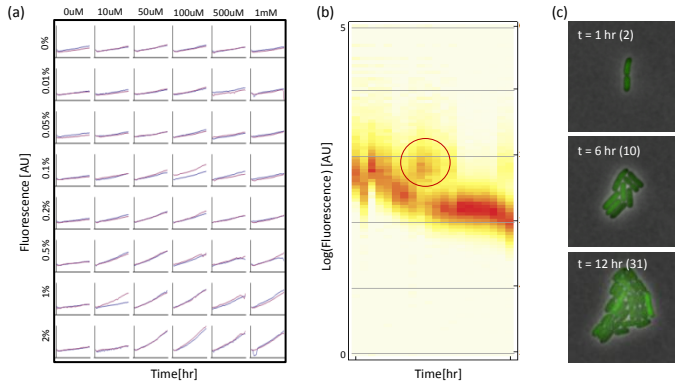 (a)
0uM 10uM 50uM 100uM 500uM 1mM
0%
0.01%
0.05%
0.1%
0.2%
0.5%
1%
2%
Fluorescence [AU]
Time[hr]
(b)
5
0
Log(Fluorescence) [AU]
Time[hr]
(c)
t = 1 hr (2)
t = 6 hr (10)
t = 12 hr (31)